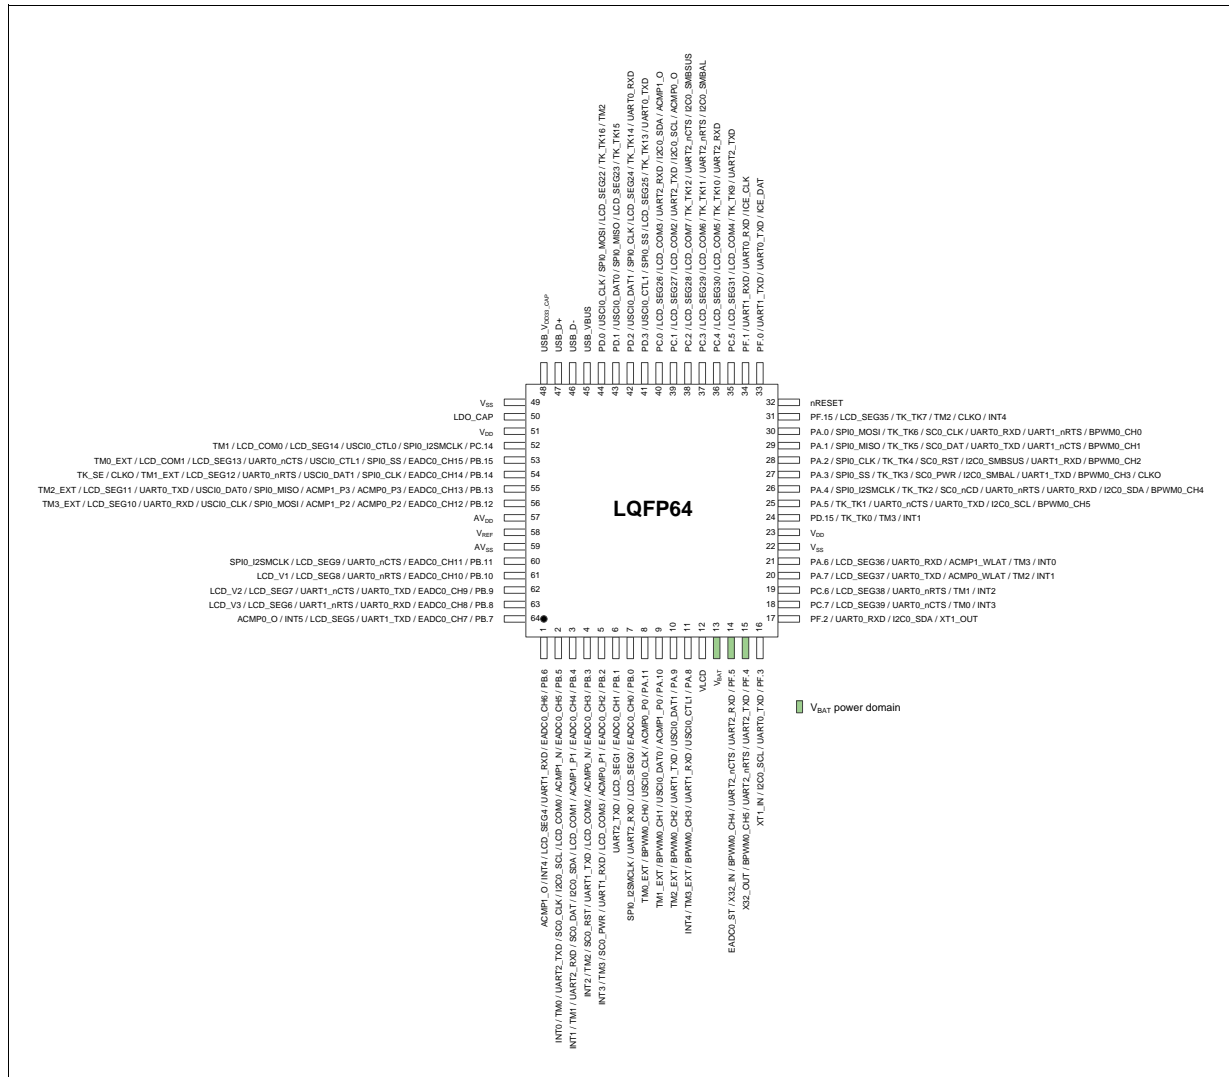 USB_VDD33_CAP
USB_D+
USB_D-
USB_VBUS
PD.0 / USCI0_CLK / SPI0_MOSI / LCD_SEG22 / TK_TK16 / TM2
PD.1 / USCI0_DAT0 / SPI0_MISO / LCD_SEG23 / TK_TK15
PD.2 / USCI0_DAT1 / SPI0_CLK / LCD_SEG24 / TK_TK14 / UART0_RXD
PD.3 / USCI0_CTL1 / SPI0_SS / LCD_SEG25 / TK_TK13 / UART0_TXD
PC.0 / LCD_SEG26 / LCD_COM3 / UART2_RXD / I2C0_SDA / ACMP1_O
PC.1 / LCD_SEG27 / LCD_COM2 / UART2_TXD / I2C0_SCL / ACMP0_O
PC.2 / LCD_SEG28 / LCD_COM7 / TK_TK12 / UART2_nCTS / I2C0_SMBSUS
PC.3 / LCD_SEG29 / LCD_COM6 / TK_TK11 / UART2_nRTS / I2C0_SMBAL
PC.4 / LCD_SEG30 / LCD_COM5 / TK_TK10 / UART2_RXD
PC.5 / LCD_SEG31 / LCD_COM4 / TK_TK9 / UART2_TXD
PF.1 / UART1_RXD / UART0_RXD / ICE_CLK
PF.0 / UART1_TXD / UART0_TXD / ICE_DAT
48 47 46 45 44 43 42 41 40 39 38 37 36 35 34 33
VSS 49
LDO_CAP 50
VDD 51
TM1 / LCD_COM0 / LCD_SEG14 / USCI0_CTL0 / SPI0_I2SMCLK / PC.14 52
TM0_EXT / LCD_COM1 / LCD_SEG13 / UART0_nCTS / USCI0_CTL1 / SPI0_SS / EADC0_CH15 / PB.15 53
TK_SE / CLKO / TM1_EXT / LCD_SEG12 / UART0_nRTS / USCI0_DAT1 / SPI0_CLK / EADC0_CH14 / PB.14 54
TM2_EXT / LCD_SEG11 / UART0_TXD / USCI0_DAT0 / SPI0_MISO / ACMP1_P3 / ACMP0_P3 / EADC0_CH13 / PB.13 55
TM3_EXT / LCD_SEG10 / UART0_RXD / USCI0_CLK / SPI0_MOSI / ACMP1_P2 / ACMP0_P2 / EADC0_CH12 / PB.12 56
AVDD 57
VREF 58
AVSS 59
SPI0_I2SMCLK / LCD_SEG9 / UART0_nCTS / EADC0_CH11 / PB.11 60
LCD_V1 / LCD_SEG8 / UART0_nRTS / EADC0_CH10 / PB.10 61
LCD_V2 / LCD_SEG7 / UART1_nCTS / UART0_TXD / EADC0_CH9 / PB.9 62
LCD_V3 / LCD_SEG6 / UART1_nRTS / UART0_RXD / EADC0_CH8 / PB.8 63
ACMP0_O / INT5 / LCD_SEG5 / UART1_TXD / EADC0_CH7 / PB.7 64
LQFP64
32 nRESET
31 PF.15 / LCD_SEG35 / TK_TK7 / TM2 / CLKO / INT4
30 PA.0 / SPI0_MOSI / TK_TK6 / SC0_CLK / UART0_RXD / UART1_nRTS / BPWM0_CH0
29 PA.1 / SPI0_MISO / TK_TK5 / SC0_DAT / UART0_TXD / UART1_nCTS / BPWM0_CH1
28 PA.2 / SPI0_CLK / TK_TK4 / SC0_RST / I2C0_SMBSUS / UART1_RXD / BPWM0_CH2
27 PA.3 / SPI0_SS / TK_TK3 / SC0_PWR / I2C0_SMBAL / UART1_TXD / BPWM0_CH3 / CLKO
26 PA.4 / SPI0_I2SMCLK / TK_TK2 / SC0_nCD / UART0_nRTS / UART0_RXD / I2C0_SDA / BPWM0_CH4
25 PA.5 / TK_TK1 / UART0_nCTS / UART0_TXD / I2C0_SCL / BPWM0_CH5
24 PD.15 / TK_TK0 / TM3 / INT1
23 VDD
22 VSS
21 PA.6 / LCD_SEG36 / UART0_RXD / ACMP1_WLAT / TM3 / INT0
20 PA.7 / LCD_SEG37 / UART0_TXD / ACMP0_WLAT / TM2 / INT1
19 PC.6 / LCD_SEG38 / UART0_nRTS / TM1 / INT2
18 PC.7 / LCD_SEG39 / UART0_nCTS / TM0 / INT3
17 PF.2 / UART0_RXD / I2C0_SDA / XT1_OUT
1 2 3 4 5 6 7 8 9 10 11 12 13 14 15 16
ACMP1_O / INT4 / LCD_SEG4 / UART1_RXD / EADC0_CH6 / PB.6
INT0 / TM0 / UART2_TXD / SC0_CLK / I2C0_SCL / LCD_COM0 / ACMP1_N / EADC0_CH5 / PB.5
INT1 / TM1 / UART2_RXD / SC0_DAT / I2C0_SDA / LCD_COM1 / ACMP1_P1 / EADC0_CH4 / PB.4
INT2 / TM2 / SC0_RST / UART1_TXD / LCD_COM2 / ACMP0_N / EADC0_CH3 / PB.3
INT3 / TM3 / SC0_PWR / UART1_RXD / LCD_COM3 / ACMP0_P1 / EADC0_CH2 / PB.2
UART2_TXD / LCD_SEG1 / EADC0_CH1 / PB.1
SPI0_I2SMCLK / UART2_RXD / LCD_SEG0 / EADC0_CH0 / PB.0
TM0_EXT / BPWM0_CH0 / USCI0_CLK / ACMP0_P0 / PA.11
TM1_EXT / BPWM0_CH1 / USCI0_DAT0 / ACMP1_P0 / PA.10
TM2_EXT / BPWM0_CH2 / UART1_TXD / USCI0_DAT1 / PA.9
INT4 / TM3_EXT / BPWM0_CH3 / UART1_RXD / USCI0_CTL1 / PA.8
VLCD
VBAT
EADC0_ST / X32_IN / BPWM0_CH4 / UART2_nCTS / UART2_RXD / PF.5
X32_OUT / BPWM0_CH5 / UART2_nRTS / UART2_TXD / PF.4
XT1_IN / I2C0_SCL / UART0_TXD / PF.3
VBAT power domain